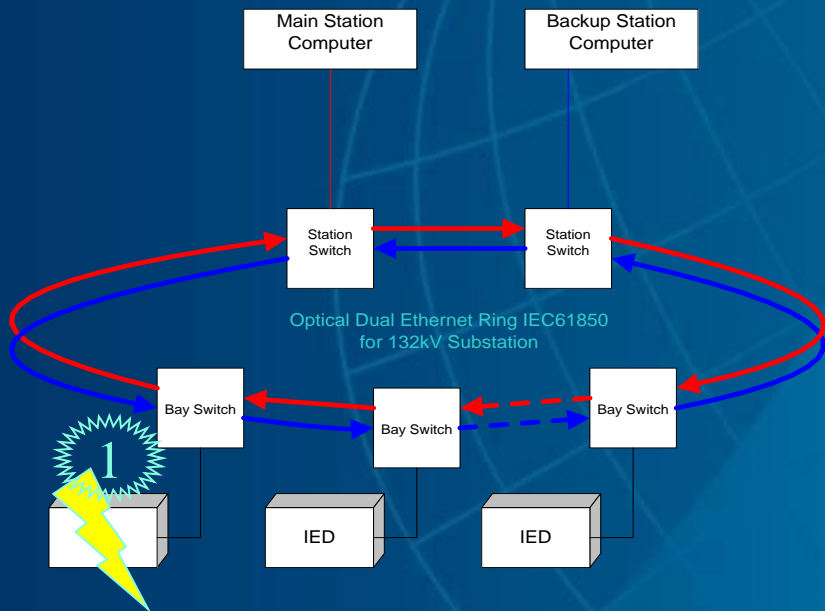 Main Station
Computer
Backup Station
Computer
Station
Switch
Station
Switch
Optical Dual Ethernet Ring IEC61850
for 132kV Substation
Bay Switch
Bay Switch
Bay Switch
1
IED
IED